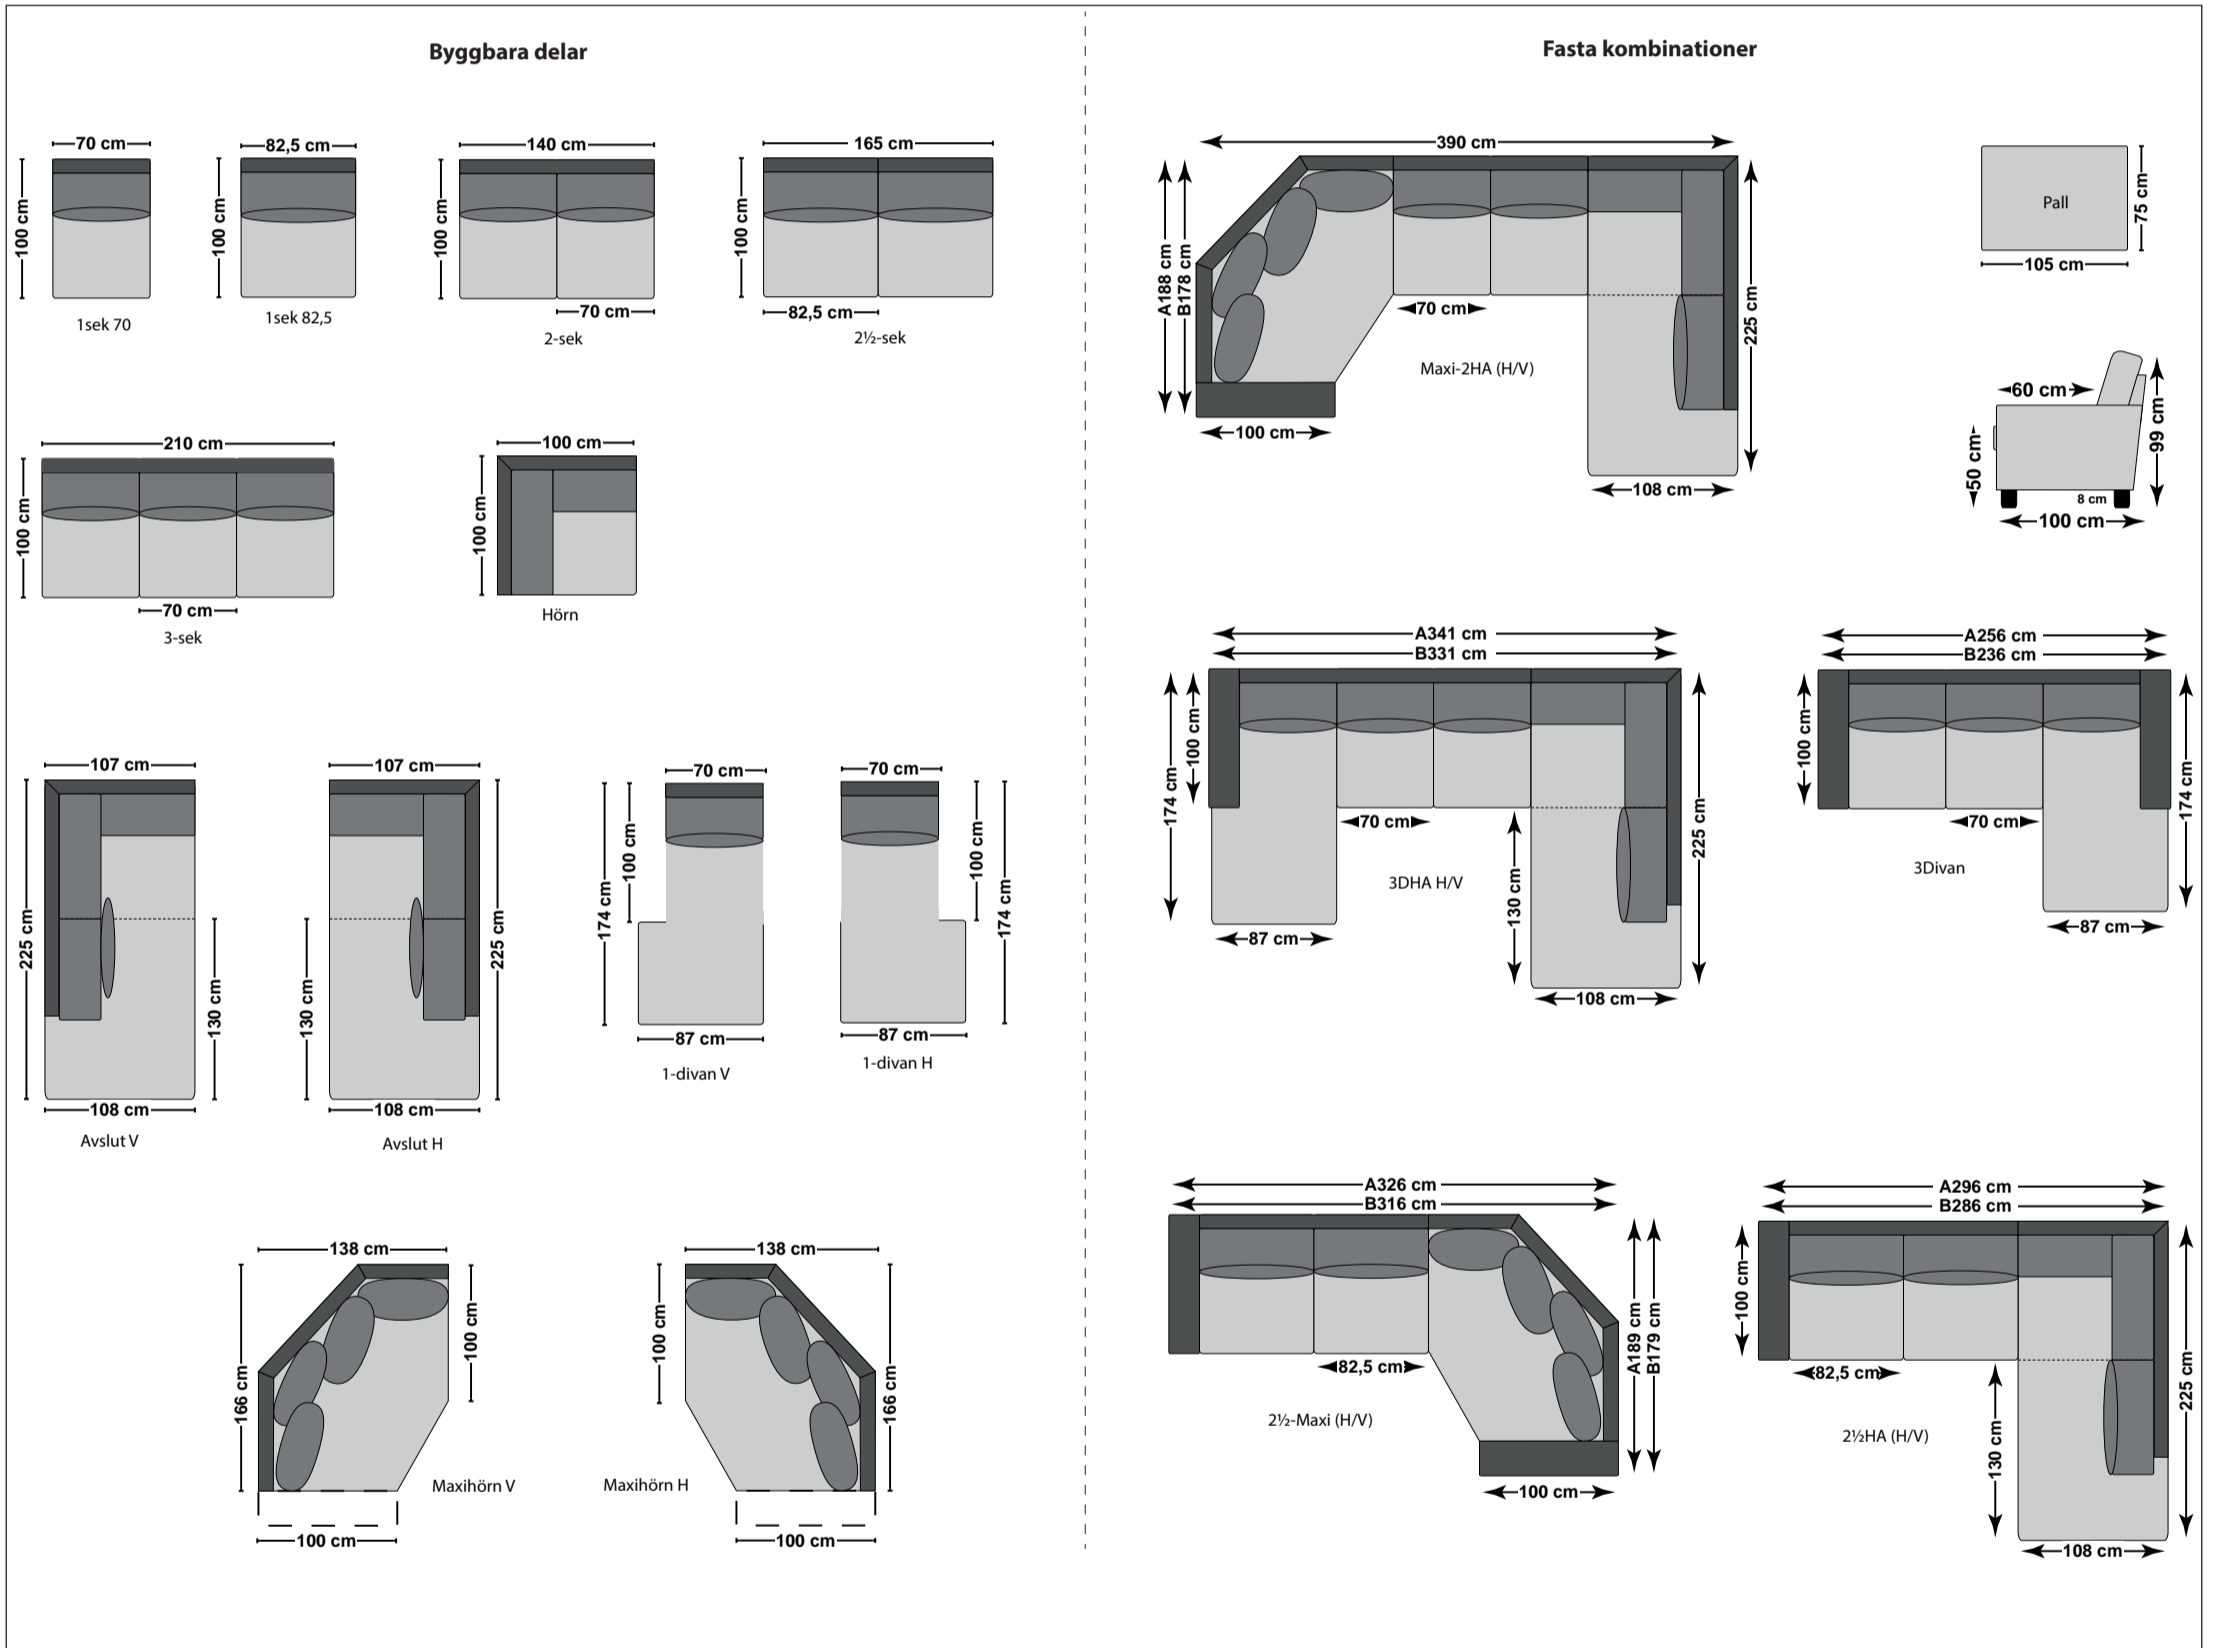 Byggbara delar
70 cm
100 cm
1sek 70
82,5 cm
100 cm
1sek 82,5
140 cm
100 cm
70 cm
2-sek
165 cm
100 cm
82,5 cm
2½-sek
210 cm
100 cm
70 cm
3-sek
100 cm
100 cm
Hörn
107 cm
225 cm
130 cm
108 cm
Avslut V
107 cm
225 cm
130 cm
108 cm
Avslut H
70 cm
100 cm
174 cm
87 cm
1-divan V
70 cm
100 cm
174 cm
87 cm
1-divan H
138 cm
166 cm
100 cm
100 cm
Maxihörn V
138 cm
100 cm
166 cm
100 cm
Maxihörn H
Fasta kombinationer
390 cm
A188 cm
B178 cm
70 cm
225 cm
100 cm
108 cm
Maxi-2HA (H/V)
Pall
75 cm
105 cm
60 cm
99 cm
50 cm
8 cm
100 cm
A341 cm
B331 cm
174 cm
100 cm
70 cm
225 cm
130 cm
87 cm
108 cm
3DHA H/V
A256 cm
B236 cm
100 cm
174 cm
70 cm
87 cm
3Divan
A326 cm
B316 cm
82,5 cm
A189 cm
B179 cm
100 cm
2½-Maxi (H/V)
A296 cm
B286 cm
100 cm
82,5 cm
225 cm
130 cm
108 cm
2½HA (H/V)